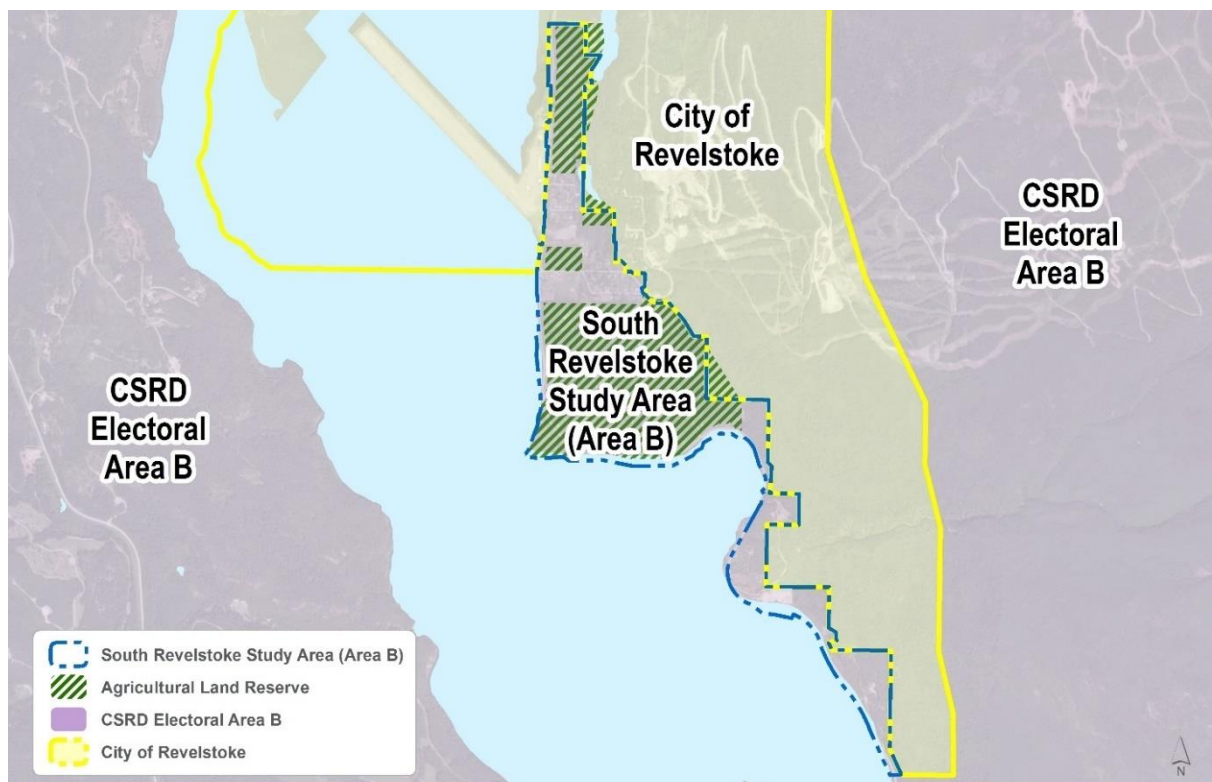 City of
Revelstoke
CSRD
Electoral
Area B
South
Revelstoke
Study Area
(Area B)
CSRD
Electoral
Area B
South Revelstoke Study Area (Area B)
Agricultural Land Reserve
CSRD Electoral Area B
City of Revelstoke
N